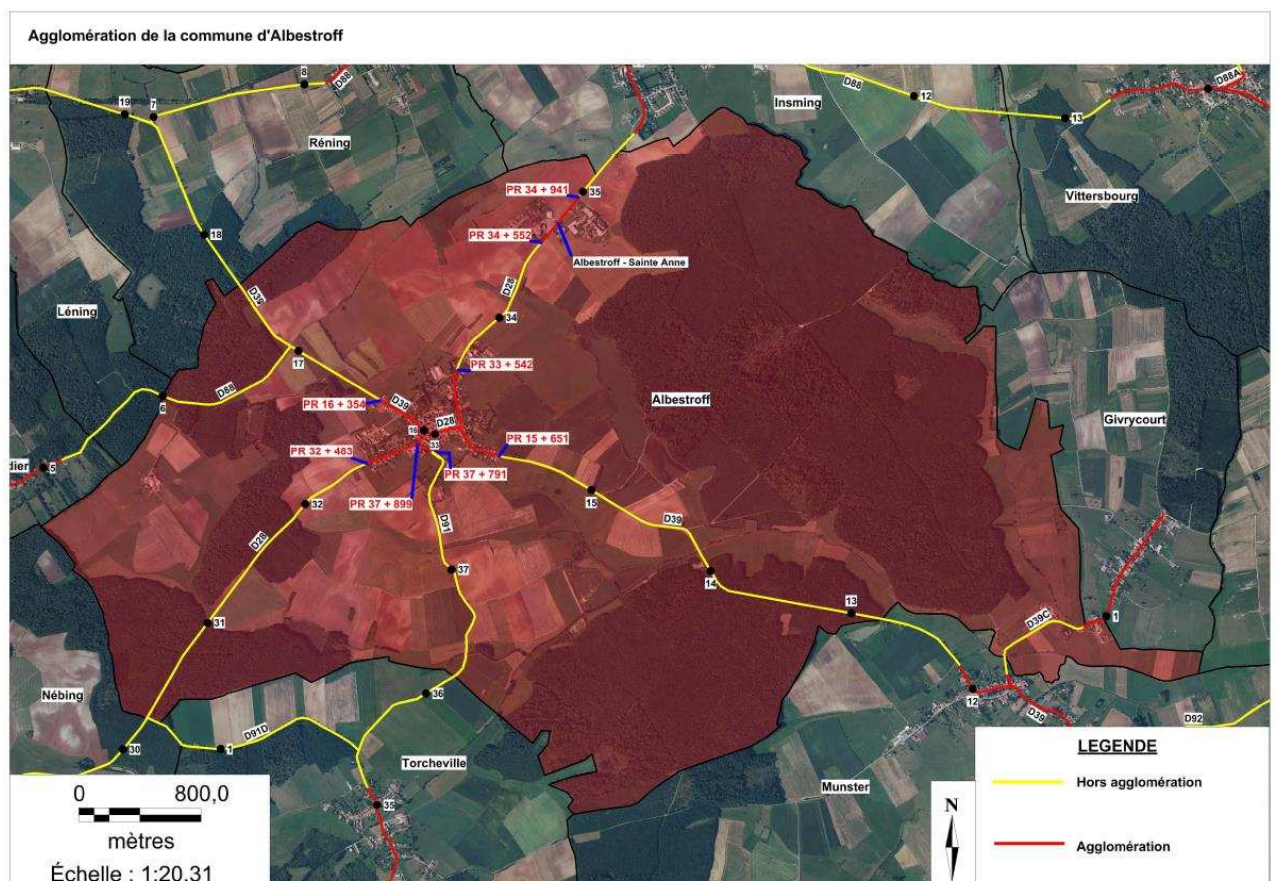 Agglomération de la commune d'Albestroff
8
D88
19
7
Réning
Insming
D88
12
13
D88A
Vittersbourg
18
PR 34 + 941
35
PR 34 + 552
Albestroff - Sainte Anne
D28
34
Léning
D39
17
D88
6
PR 33 + 542
PR 16 + 354
D39
16
D28
33
Albestroff
Givrycourt
PR 32 + 483
PR 15 + 651
PR 37 + 791
PR 37 + 899
dier
5
32
15
D91
D39
D28
37
14
13
D39C
1
31
Nébing
36
12
D39
D92
30
D91D
1
Torcheville
35
Munster
0 800,0
mètres
Échelle : 1:20.31
N
LEGENDE
Hors agglomération
Agglomération